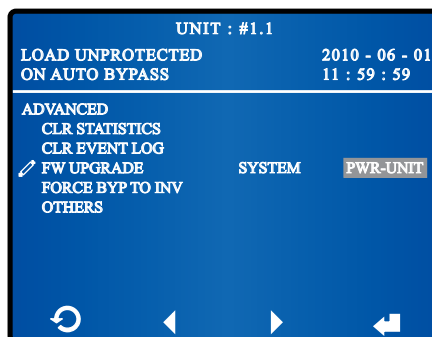 UNIT : #1.1
LOAD UNPROTECTED 2010 - 06 - 01
ON AUTO BYPASS 11 : 59 : 59
ADVANCED
CLR STATISTICS
CLR EVENT LOG
FW UPGRADE SYSTEM PWR-UNIT
FORCE BYP TO INV
OTHERS